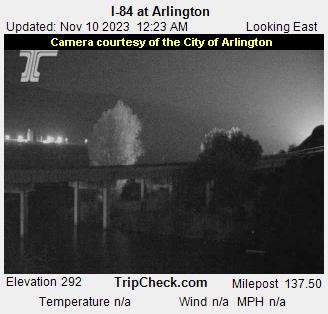 I-84 at Arlington
Updated: Nov 10 2023 12:23 AM Looking East
Camera courtesy of the City of Arlington
Elevation 292 TripCheck.com Milepost 137.50
Temperature n/a Wind n/a MPH n/a